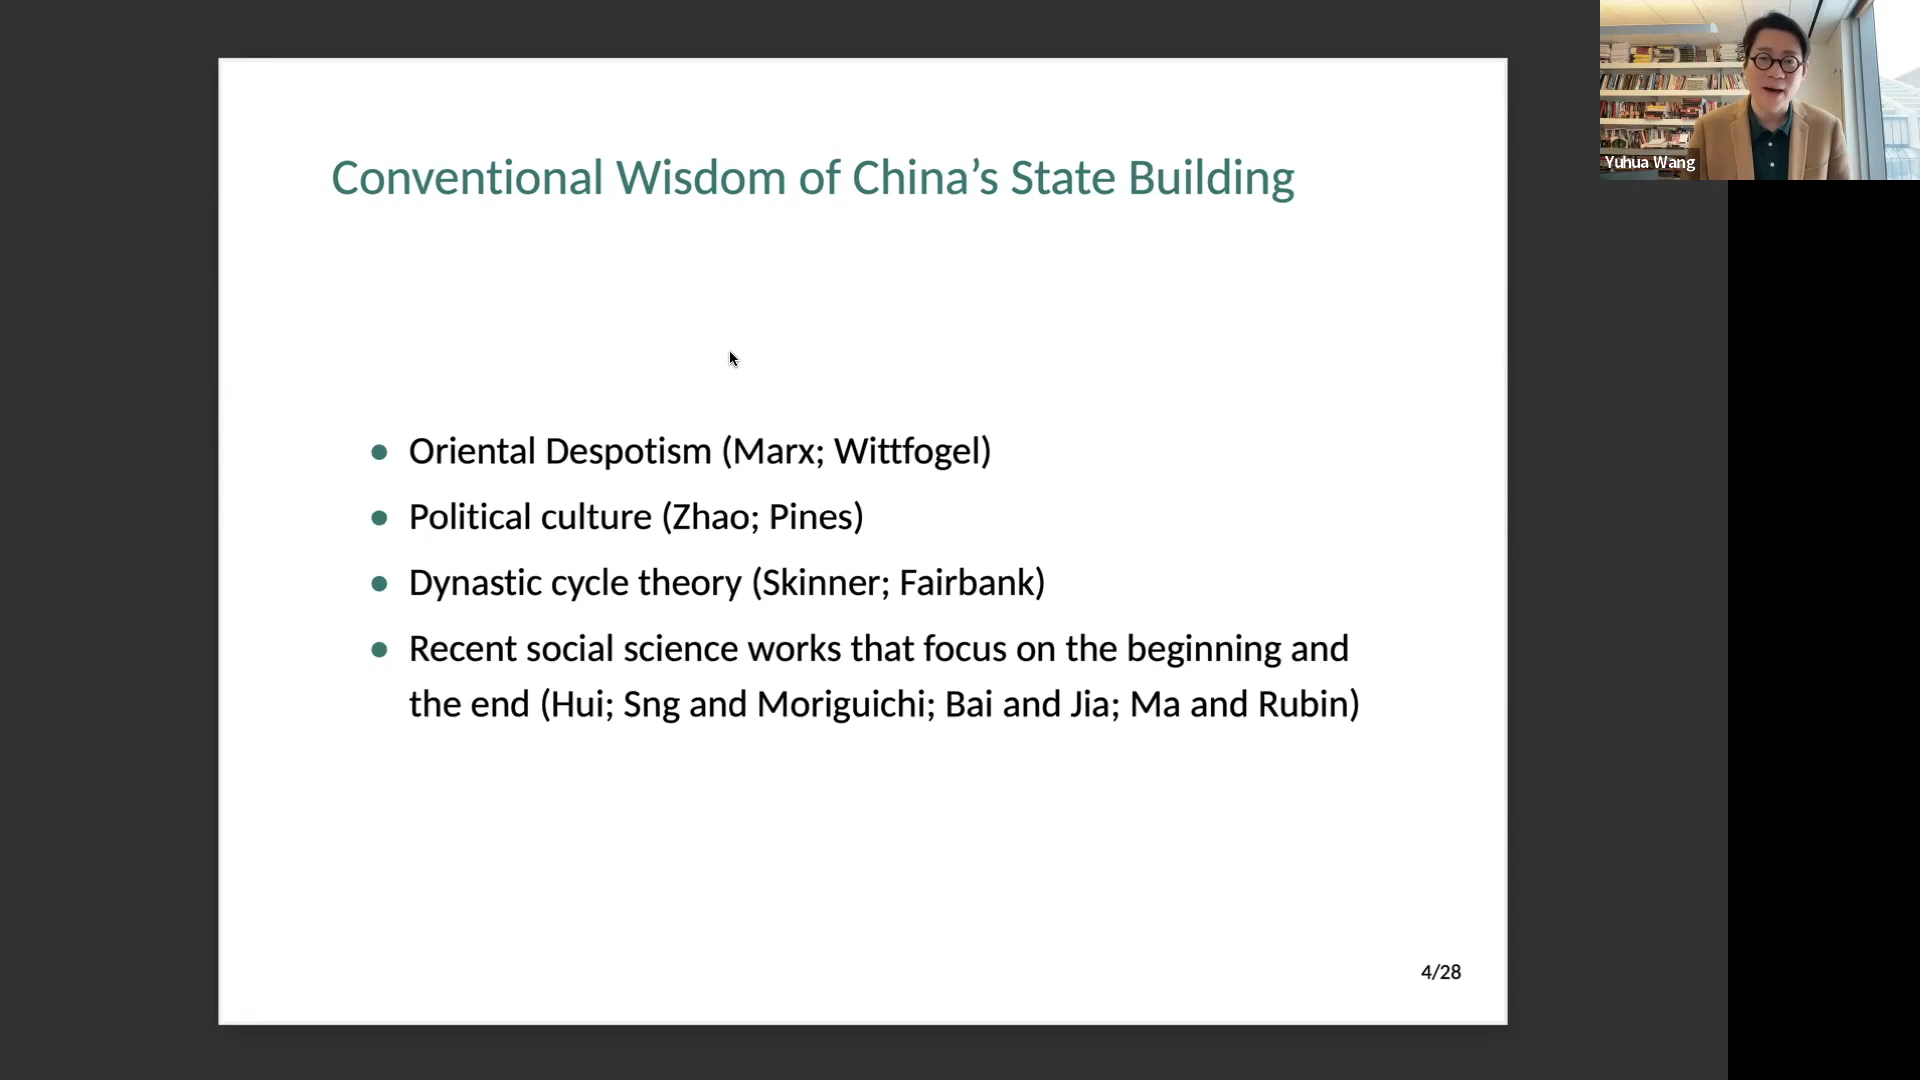 Conventional Wisdom of China’s State Building
Yuhua Wang
● Oriental Despotism (Marx; Wittfogel)
● Political culture (Zhao; Pines)
● Dynastic cycle theory (Skinner; Fairbank)
● Recent social science works that focus on the beginning and
the end (Hui; Sng and Moriguichi; Bai and Jia; Ma and Rubin)
4/28